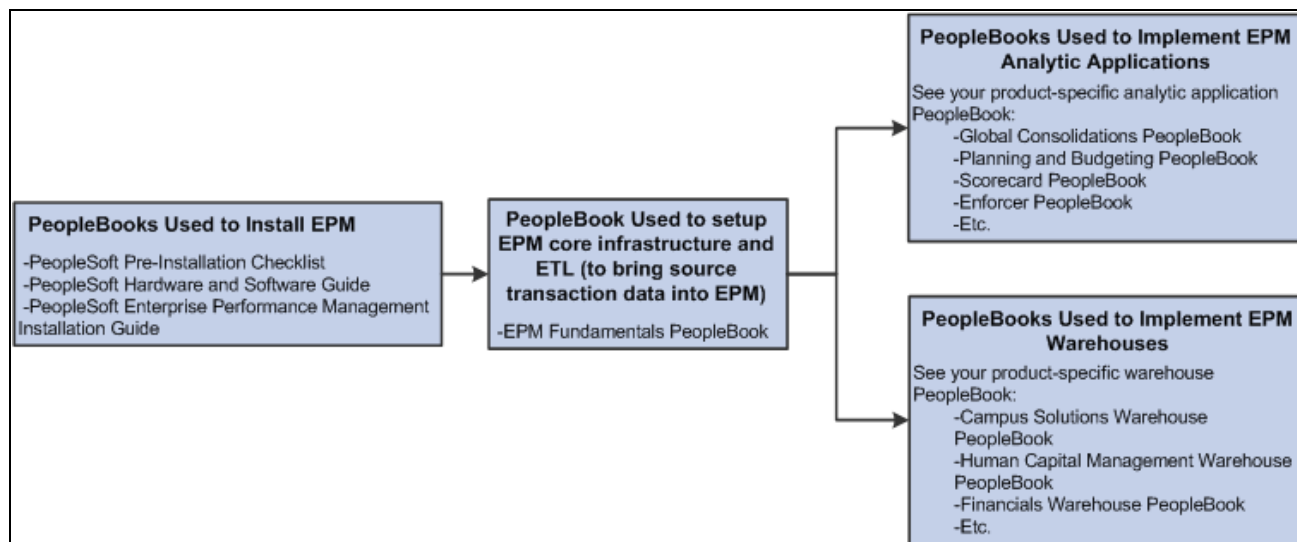 PeopleBooks Used to Install EPM
-PeopleSoft Pre-Installation Checklist
-PeopleSoft Hardware and Software Guide
-PeopleSoft Enterprise Performance Management
Installation Guide
PeopleBook Used to setup
EPM core infrastructure and
ETL (to bring source
transaction data into EPM)
-EPM Fundamentals PeopleBook
PeopleBooks Used to Implement EPM
Analytic Applications
See your product-specific analytic application
PeopleBook:
-Global Consolidations PeopleBook
-Planning and Budgeting PeopleBook
-Scorecard PeopleBook
-Enforcer PeopleBook
-Etc.
PeopleBooks Used to Implement EPM
Warehouses
See your product-specific warehouse
PeopleBook:
-Campus Solutions Warehouse
PeopleBook
-Human Capital Management Warehouse
PeopleBook
-Financials Warehouse PeopleBook
-Etc.